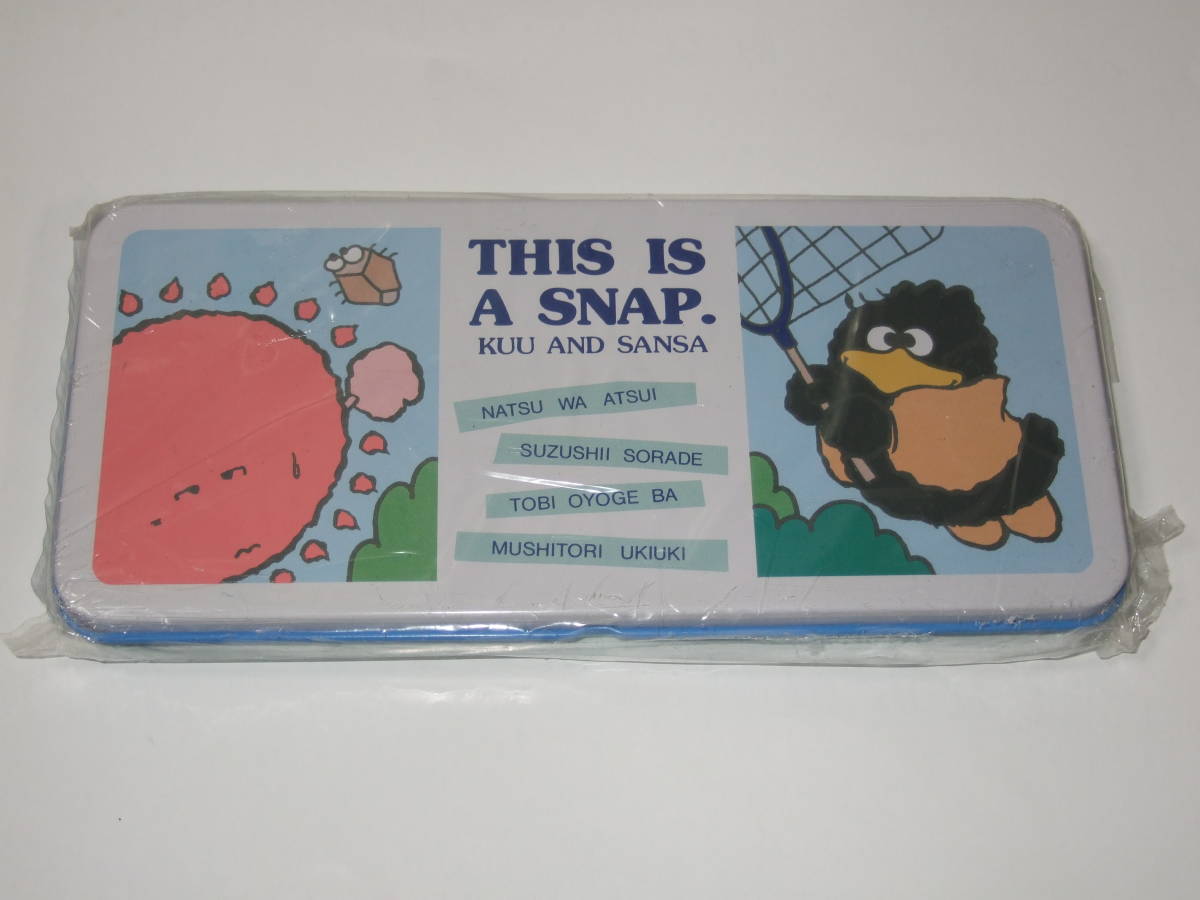 THIS IS
A SNAP.
KUU AND SANSA
NATSU WA ATSUI
SUZUSHII SORADE
TOBI OYOGE BA
MUSHITORI UKIUKI